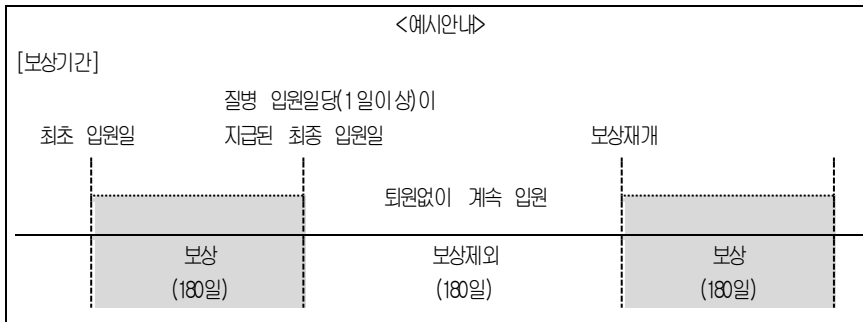 <예시안내>
[보상기간]
질병 입원일당(1일이상)이
최초 입원일 지급된 최종 입원일 보상재개
퇴원없이 계속 입원
보상 보상제외 보상
(180일) (180일) (180일)